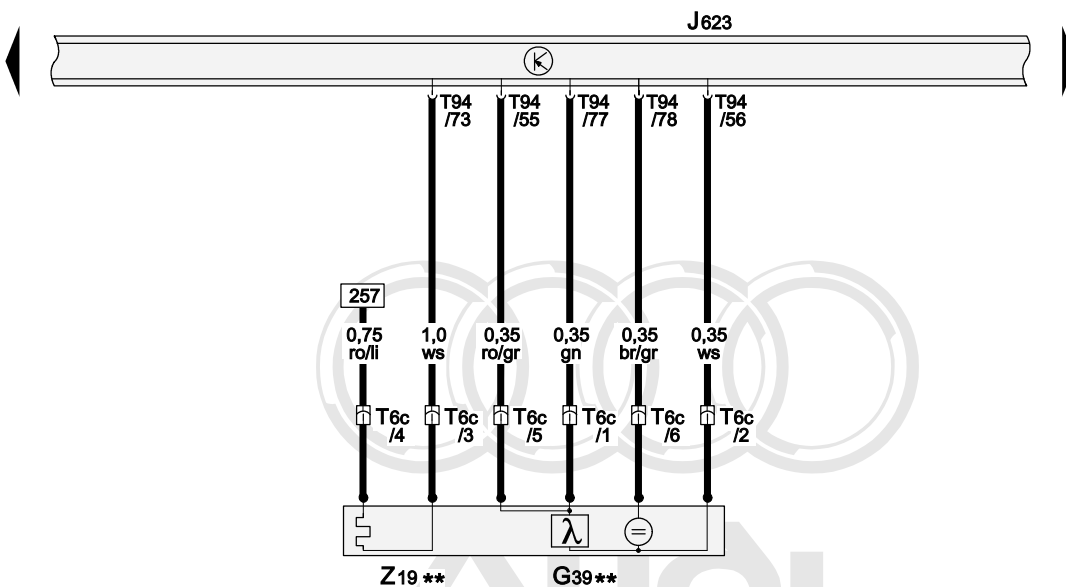 J623
T94 T94 T94 T94 T94
/73 /55 /77 /78 /56
257
0,75 1,0 0,35 0,35 0,35 0,35
ro/li ws ro/gr gn br/gr ws
T6c T6c T6c T6c T6c T6c
/4 /3 /5 /1 /6 /2
λ =
Z19 ** G39**
Audi